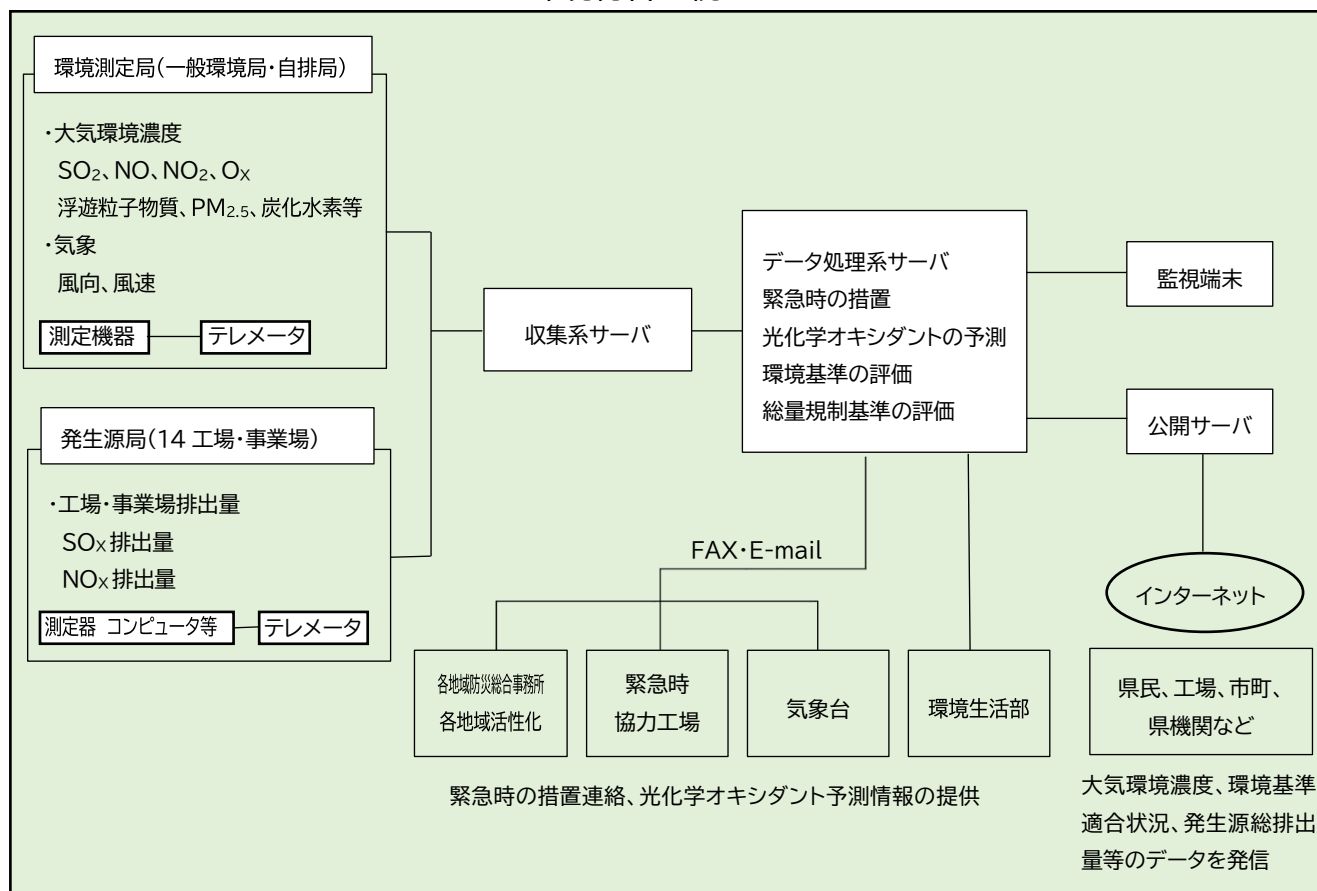 環境測定局(一般環境局・自排局)
・大気環境濃度
SO₂、NO、NO₂、Oₓ
浮遊粒子物質、PM₂.₅、炭化水素等
・気象
風向、風速
測定機器
テレメータ
発生源局(14 工場・事業場)
・工場・事業場排出量
SOₓ排出量
NOₓ排出量
測定器 コンピュータ等
テレメータ
収集系サーバ
データ処理系サーバ
緊急時の措置
光化学オキシダントの予測
環境基準の評価
総量規制基準の評価
監視端末
公開サーバ
インターネット
FAX・E-mail
各地域防災総合事務所
各地域活性化
緊急時
協力工場
気象台
環境生活部
県民、工場、市町、
県機関など
緊急時の措置連絡、光化学オキシダント予測情報の提供
大気環境濃度、環境基準
適合状況、発生源総排出
量等のデータを発信